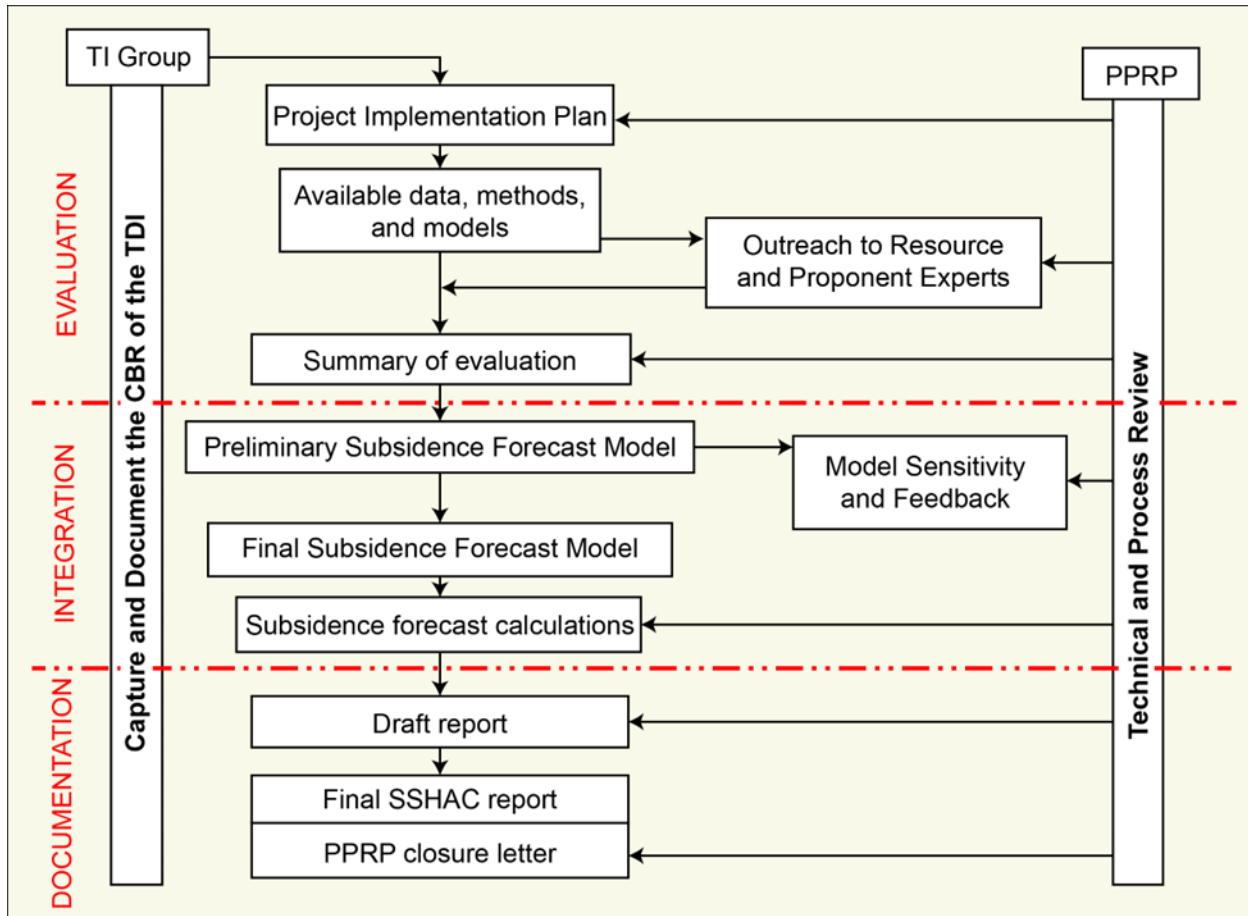 TI Group
PPRP
Project Implementation Plan
Available data, methods,
and models
Outreach to Resource
and Proponent Experts
Summary of evaluation
EVALUATION
Capture and Document the CBR of the TDI
Technical and Process Review
Preliminary Subsidence Forecast Model
Model Sensitivity
and Feedback
Final Subsidence Forecast Model
Subsidence forecast calculations
INTEGRATION
Draft report
Final SSHAC report
PPRP closure letter
DOCUMENTATION